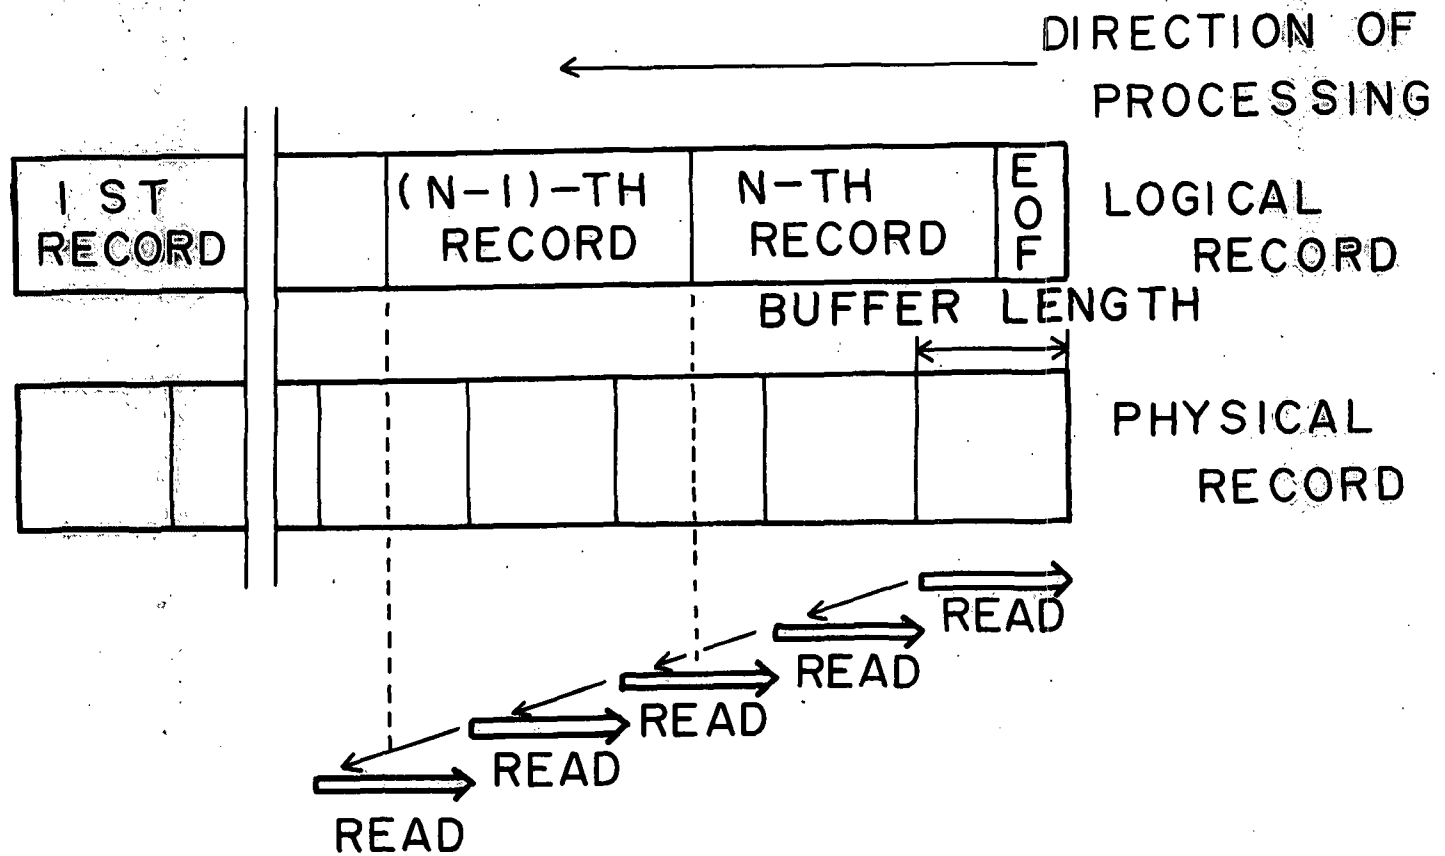 DIRECTION OF
PROCESSING
1 ST
RECORD
(N-1)-TH
RECORD
N-TH
RECORD
EOF
LOGICAL
RECORD
BUFFER LENGTH
PHYSICAL
RECORD
READ
READ
READ
READ
READ